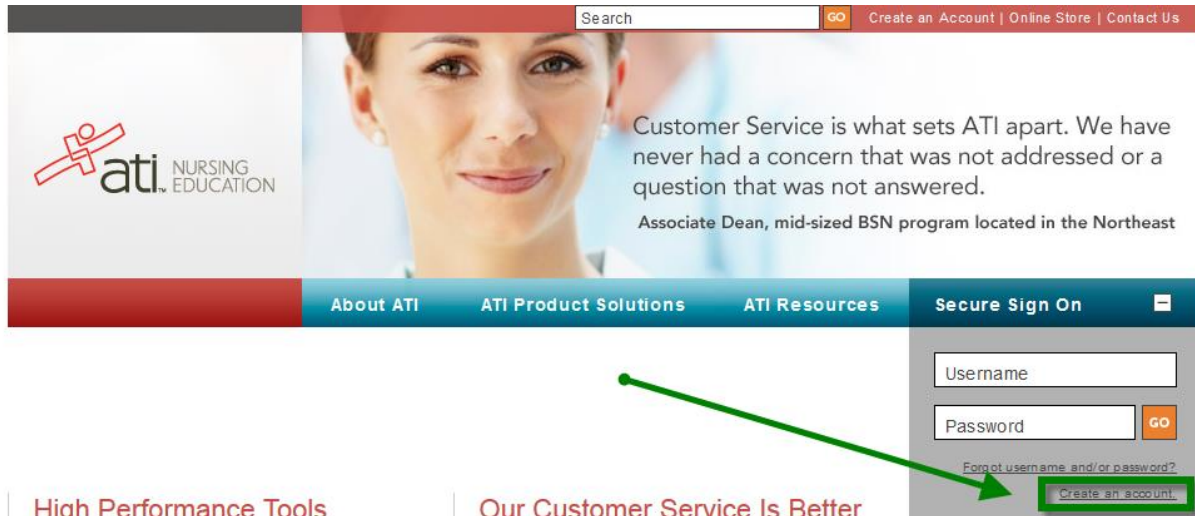 Search GO Create an Account | Online Store | Contact Us
ati™ NURSING EDUCATION
Customer Service is what sets ATI apart. We have
never had a concern that was not addressed or a
question that was not answered.
Associate Dean, mid-sized BSN program located in the Northeast
About ATI ATI Product Solutions ATI Resources Secure Sign On
Username
Password GO
Forgot username and/or password?
Create an account.
High Performance Tools Our Customer Service Is Better